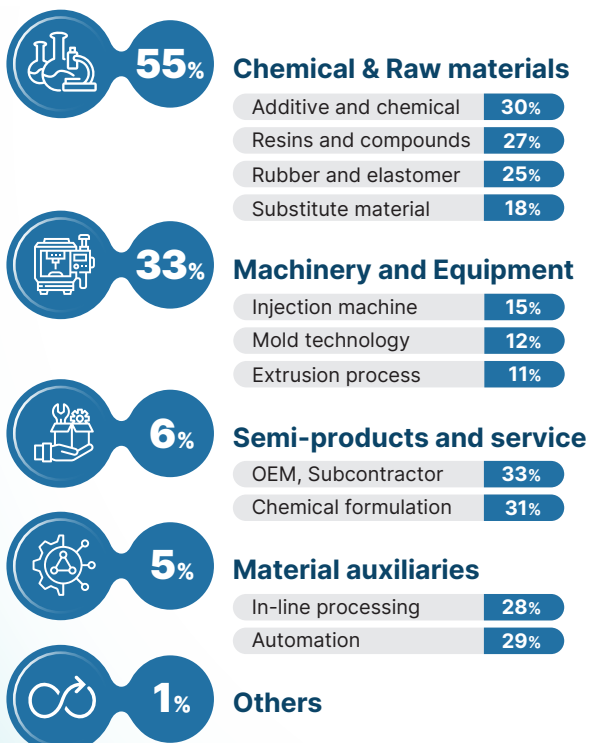 55%
Chemical & Raw materials
Additive and chemical 30%
Resins and compounds 27%
Rubber and elastomer 25%
Substitute material 18%
33%
Machinery and Equipment
Injection machine 15%
Mold technology 12%
Extrusion process 11%
6%
Semi-products and service
OEM, Subcontractor 33%
Chemical formulation 31%
5%
Material auxiliaries
In-line processing 28%
Automation 29%
1%
Others